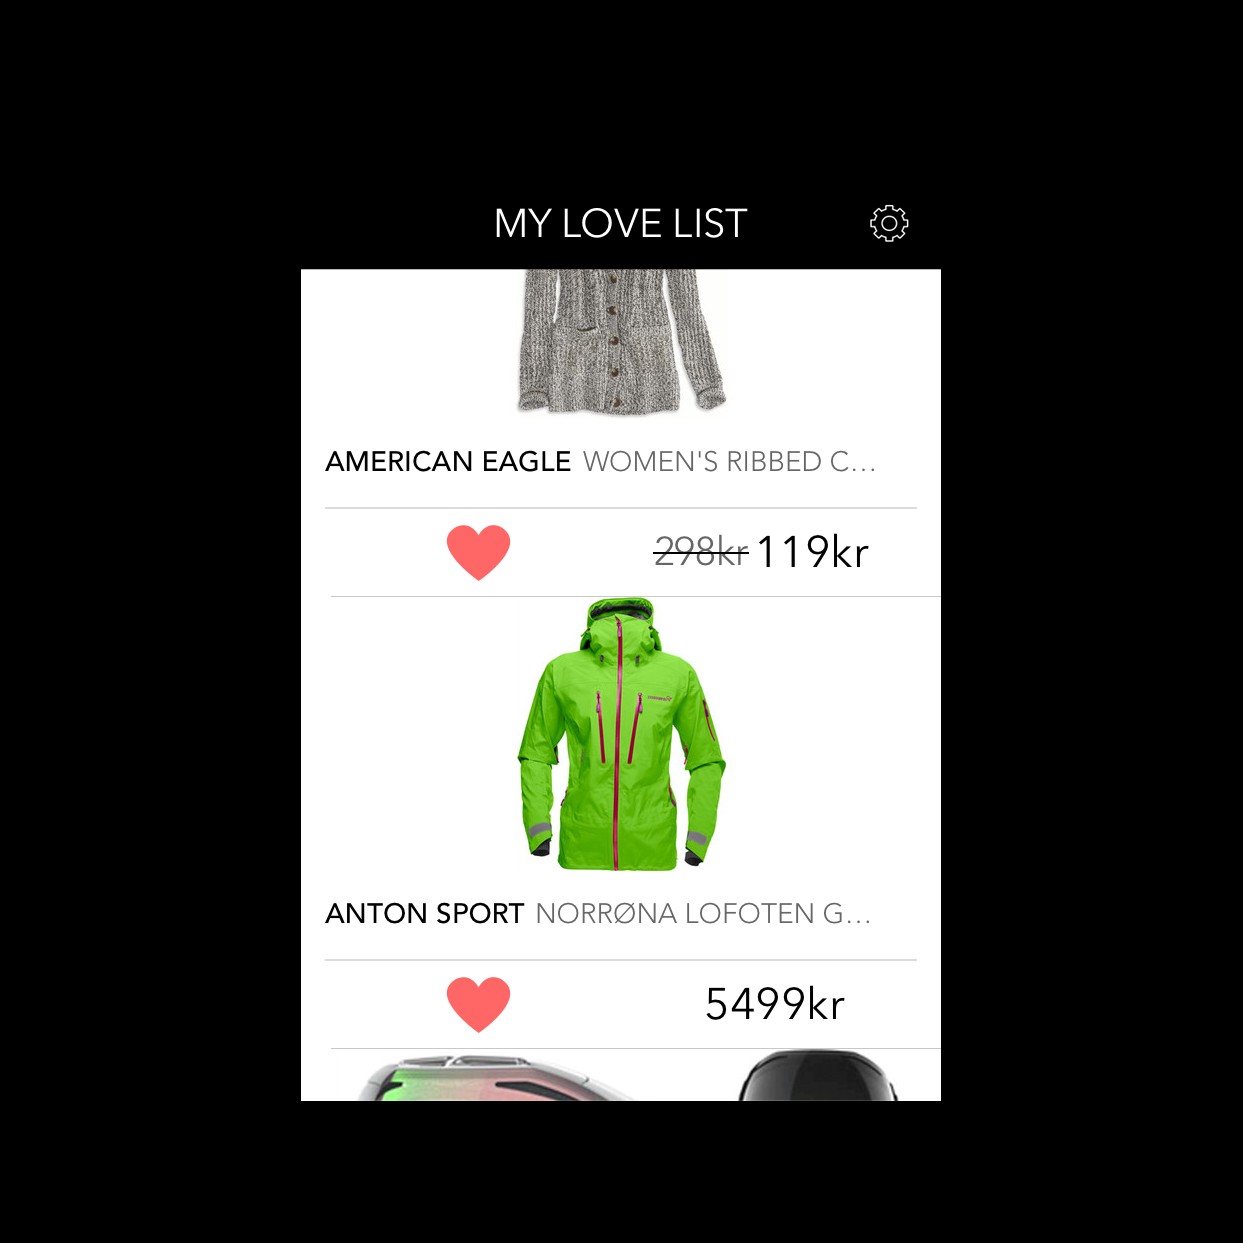 MY LOVE LIST
AMERICAN EAGLE WOMEN'S RIBBED C...
298kr 119kr
ANTON SPORT NORRØNA LOFOTEN G...
5499kr